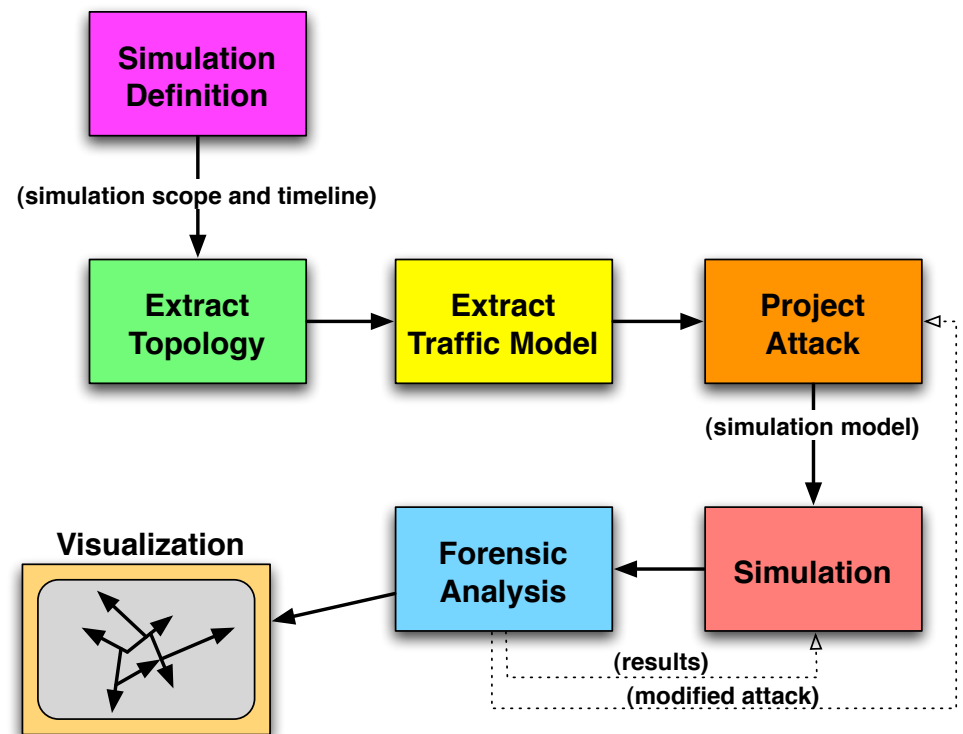 Simulation
Definition
(simulation scope and timeline)
Extract
Topology
Extract
Traffic Model
Project
Attack
(simulation model)
Visualization
Forensic
Analysis
Simulation
(results)
(modified attack)